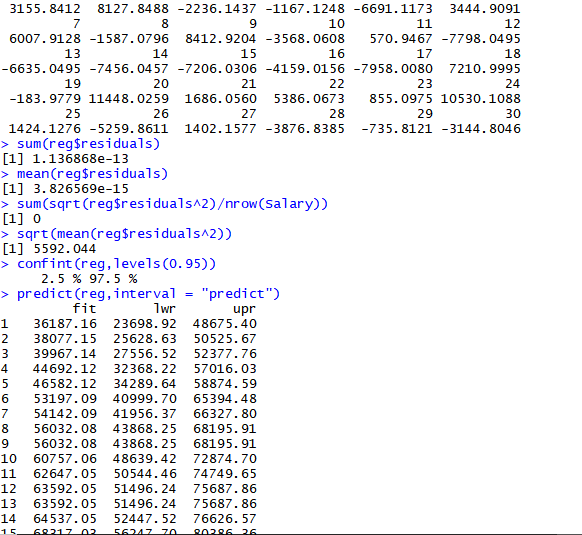 3155.8412 8127.8488 -2236.1437 -1167.1248 -6691.1173 3444.9091
7 8 9 10 11 12
6007.9128 -1587.0796 8412.9204 -3568.0608 570.9467 -7798.0495
13 14 15 16 17 18
-6635.0495 -7456.0457 -7206.0306 -4159.0156 -7958.0080 7210.9995
19 20 21 22 23 24
-183.9779 11448.0259 1686.0560 5386.0673 855.0975 10530.1088
25 26 27 28 29 30
1424.1276 -5259.8611 1402.1577 -3876.8385 -735.8121 -3144.8046
> sum(reg$residuals)
[1] 1.136868e-13
> mean(reg$residuals)
[1] 3.826569e-15
> sum(sqrt(reg$residuals^2)/nrow(Salary))
[1] 0
> sqrt(mean(reg$residuals^2))
[1] 5592.044
> confint(reg,levels(0.95))
2.5 % 97.5 %
> predict(reg,interval = "predict")
fit lwr upr
1 36187.16 23698.92 48675.40
2 38077.15 25628.63 50525.67
3 39967.14 27556.52 52377.76
4 44692.12 32368.22 57016.03
5 46582.12 34289.64 58874.59
6 53197.09 40999.70 65394.48
7 54142.09 41956.37 66327.80
8 56032.08 43868.25 68195.91
9 56032.08 43868.25 68195.91
10 60757.06 48639.42 72874.70
11 62647.05 50544.46 74749.65
12 63592.05 51496.24 75687.86
13 63592.05 51496.24 75687.86
14 64537.05 52447.52 76626.57
15 68317.03 56247.70 80386.36